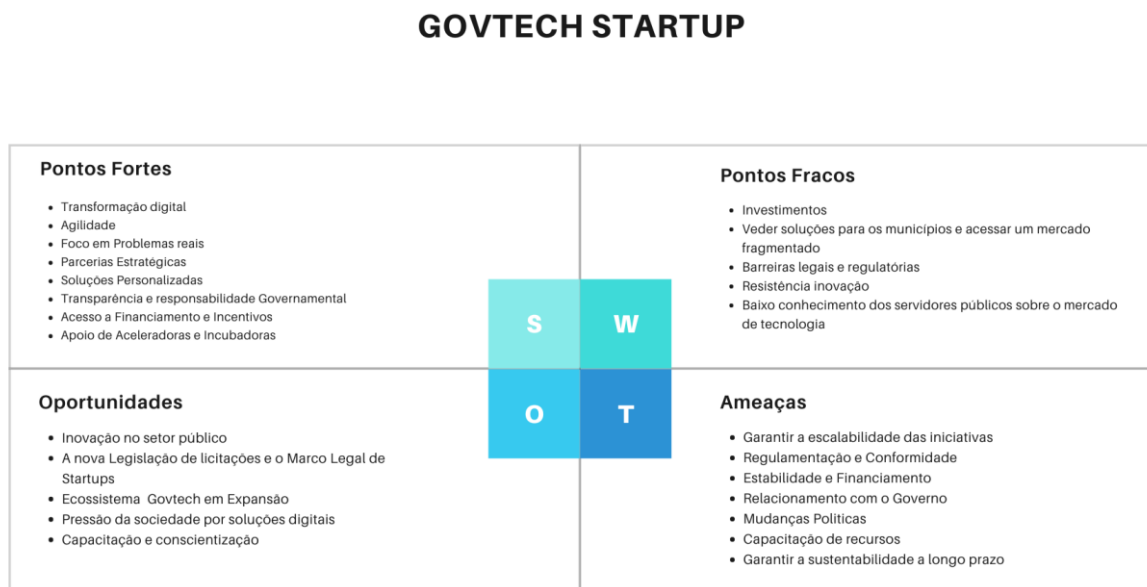 GOVTECH STARTUP
Pontos Fortes
Transformação digital
Agilidade
Foco em Problemas reais
Parcerias Estratégicas
Soluções Personalizadas
Transparência e responsabilidade Governamental
Acesso a Financiamento e Incentivos
Apoio de Aceleradoras e Incubadoras
Pontos Fracos
Investimentos
Veder soluções para os municípios e acessar um mercado
fragmentado
Barreiras legais e regulatórias
Resistência inovação
Baixo conhecimento dos servidores públicos sobre o mercado
de tecnologia
S
W
O
T
Oportunidades
Inovação no setor público
A nova Legislação de licitações e o Marco Legal de
Startups
Ecossistema Govtech em Expansão
Pressão da sociedade por soluções digitais
Capacitação e conscientização
Ameaças
Garantir a escalabilidade das iniciativas
Regulamentação e Conformidade
Estabilidade e Financiamento
Relacionamento com o Governo
Mudanças Politicas
Capacitação de recursos
Garantir a sustentabilidade a longo prazo